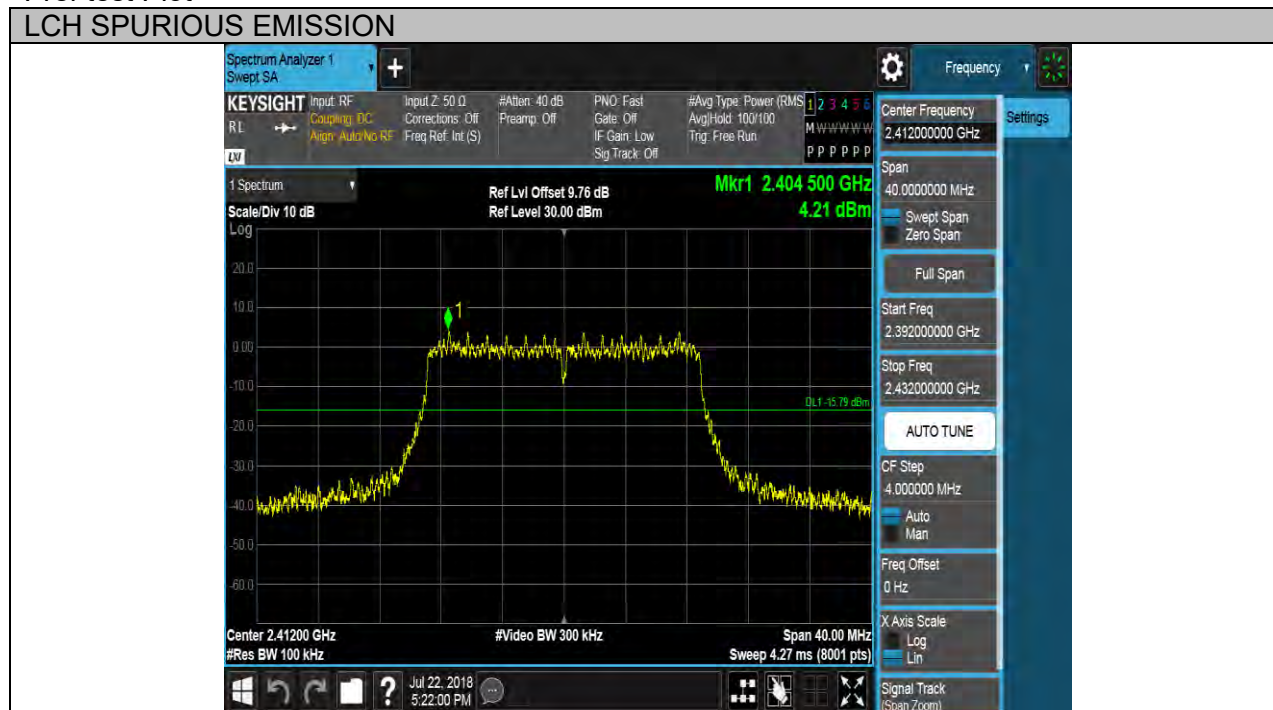 LCH SPURIOUS EMISSION
Spectrum Analyzer 1
Swept SA
+
Frequency
KEYSIGHT
RL
LXI
Input: RF
Coupling: DC
Align: Auto/No RF
Input Z: 50 Ω
Corrections: Off
Freq Ref: Int (S)
#Atten: 40 dB
Preamp: Off
PNO: Fast
Gate: Off
IF Gain: Low
Sig Track: Off
#Avg Type: Power (RMS
Avg|Hold: 100/100
Trig: Free Run
1 2 3 4 5 6
M W W W W W
P P P P P P
Center Frequency
2.412000000 GHz
Settings
Span
40.0000000 MHz
Swept Span
Zero Span
Full Span
Start Freq
2.392000000 GHz
Stop Freq
2.432000000 GHz
AUTO TUNE
CF Step
4.000000 MHz
Auto
Man
Freq Offset
0 Hz
X Axis Scale
Log
Lin
Signal Track
(Span Zoom)
1 Spectrum
Scale/Div 10 dB
Log
Ref Lvl Offset 9.76 dB
Ref Level 30.00 dBm
Mkr1 2.404 500 GHz
4.21 dBm
20.0
10.0
0.00
-10.0
-20.0
-30.0
-40.0
-50.0
-60.0
1
DL1 -15.79 dBm
Center 2.41200 GHz
#Res BW 100 kHz
#Video BW 300 kHz
Span 40.00 MHz
Sweep 4.27 ms (8001 pts)
?
Jul 22, 2018
5:22:00 PM